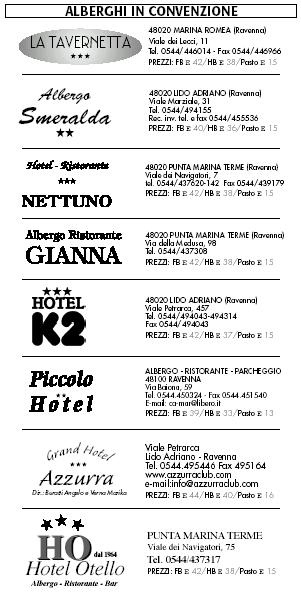 ALBERGHI IN CONVENZIONE
LA TAVERNETTA
★★★
48020 MARINA ROMEA (Ravenna)
Viale dei Lecci, 11
Tel. 0544/446014 - Fax 0544/446966
PREZZI: FB E 42/HB E 38/Pasto E 15
Albergo
Smeralda
★★
48020 LIDO ADRIANO (Ravenna)
Viale Marziale, 31
Tel. 0544/494155
Rec. inv. tel. e fax 0544/455536
PREZZI: FB E 40/HB E 36/Pasto E 15
Hotel - Ristorante
★★★
NETTUNO
48020 PUNTA MARINA TERME (Ravenna)
Viale dei Navigatori, 7
tel. 0544/437620-142 Fax 0544/439179
PREZZI: FB E 42/HB E 38/Pasto E 15
Albergo Ristorante
GIANNA
48020 PUNTA MARINA TERME (Ravenna)
Via della Medusa, 98
Tel. 0544/437308
PREZZI: FB E 42/HB E 38/Pasto E 15
★★★
HOTEL
K2
48020 LIDO ADRIANO (Ravenna)
Viale Petrarca, 457
Tel. 0544/494043-494314
Fax 0544/494043
PREZZI: FB E 42/HB E 37/Pasto E 15
Piccolo
★★
Hotel
ALBERGO - RISTORANTE - PARCHEGGIO
48100 RAVENNA
Via Baiona, 59
Tel. 0544.450324 - Fax 0544.451540
E-mail: ca-mar@libero.it
PREZZI: FB E 39/HB E 33/Pasto E 13
Grand Hotel
★★★
Azzurra
Dir.: Buratti Angelo e Verna Marika
Viale Petrarca
Lido Adriano - Ravenna
Tel. 0544.495446 Fax 495164
www.azzurraclub.com
e-mail:info@azzurraclub.com
PREZZI: FB E 44/HB E 40/Pasto E 16
★★★
HO dal 1964
Hotel Otello
Albergo - Ristorante - Bar
PUNTA MARINA TERME
Viale dei Navigatori, 75
Tel. 0544/437317
PREZZI: FB E 42/HB E 38/Pasto E 15